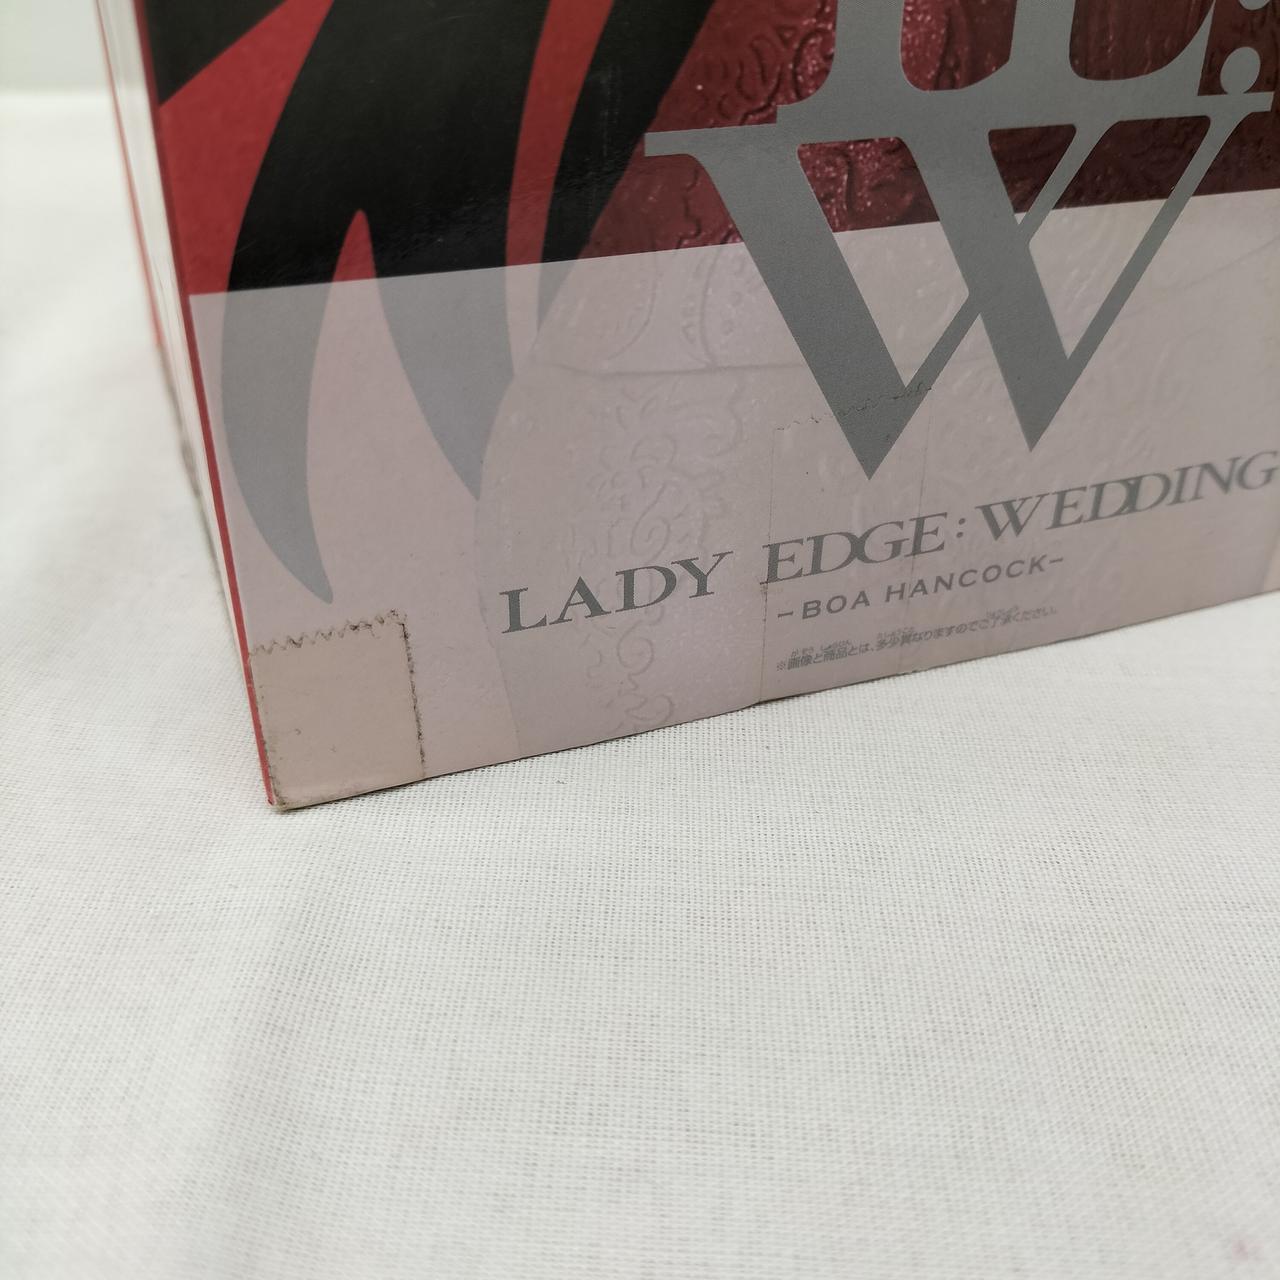 L.E.
W
LADY EDGE: WEDDING
-BOA HANCOCK-
※画像と商品とは、多少異なりますのでご了承ください。